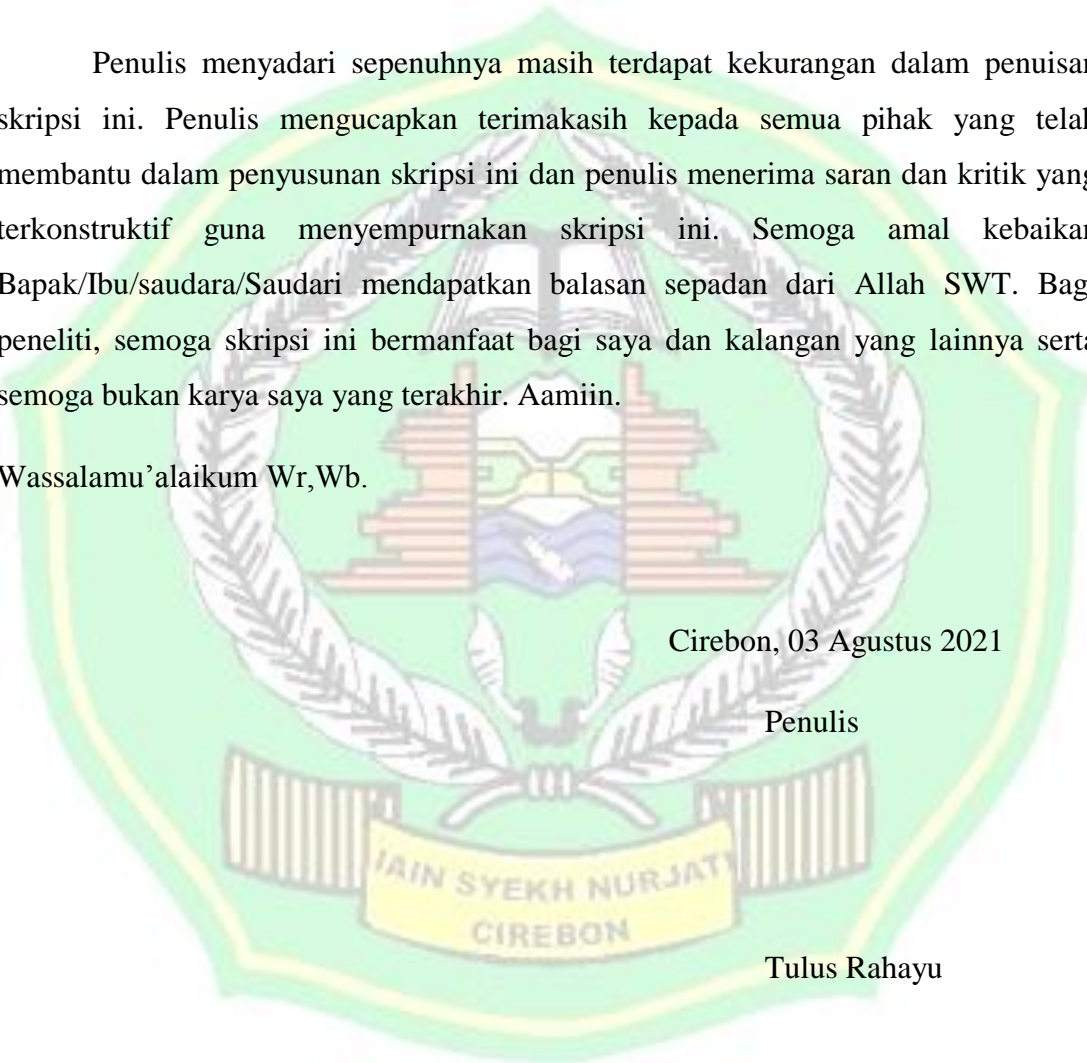 Penulis menyadari sepenuhnya masih terdapat kekurangan dalam penuisan
skripsi ini. Penulis mengucapkan terimakasih kepada semua pihak yang telah
membantu dalam penyusunan skripsi ini dan penulis menerima saran dan kritik yang
terkonstruktif guna menyempurnakan skripsi ini. Semoga amal kebaikan
Bapak/Ibu/saudara/Saudari mendapatkan balasan sepadan dari Allah SWT. Bagi
peneliti, semoga skripsi ini bermanfaat bagi saya dan kalangan yang lainnya serta
semoga bukan karya saya yang terakhir. Aamiin.
Wassalamu’alaikum Wr,Wb.
Cirebon, 03 Agustus 2021
Penulis
IAIN SYEKH NURJATI
CIREBON
Tulus Rahayu